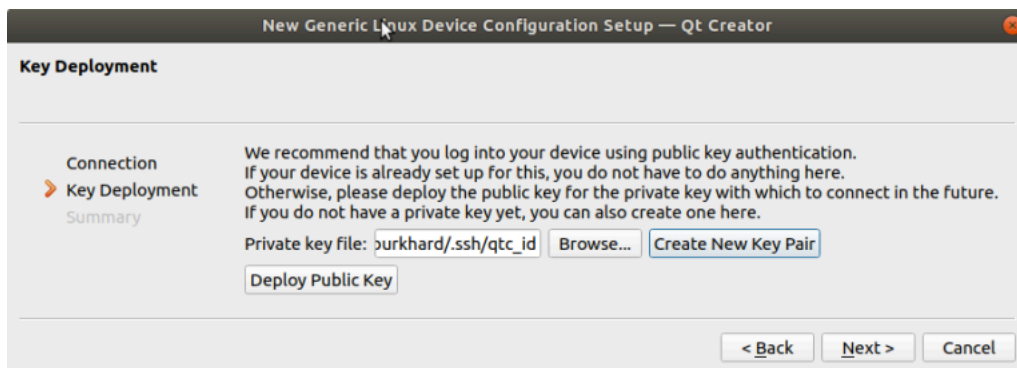 New Generic Linux Device Configuration Setup — Qt Creator
Key Deployment
Connection
Key Deployment
Summary
We recommend that you log into your device using public key authentication.
If your device is already set up for this, you do not have to do anything here.
Otherwise, please deploy the public key for the private key with which to connect in the future.
If you do not have a private key yet, you can also create one here.
Private key file: burkhard/.ssh/qtc_id Browse... Create New Key Pair
Deploy Public Key
< Back Next > Cancel